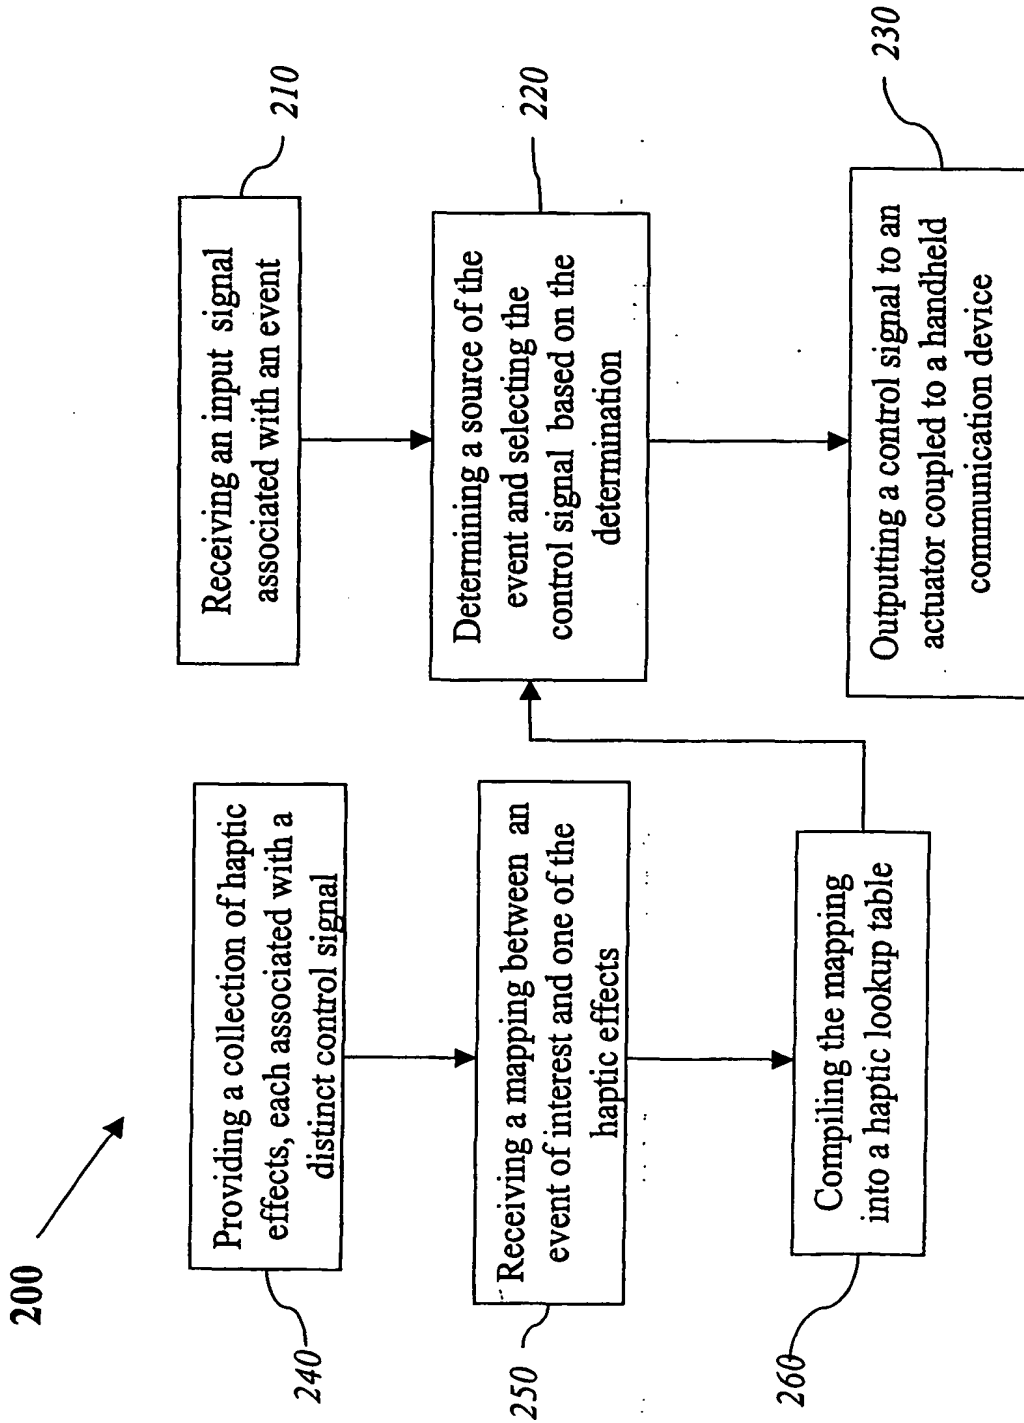 200
210
Receiving an input signal
associated with an event
220
Determining a source of the
event and selecting the
control signal based on the
determination
230
Outputting a control signal to an
actuator coupled to a handheld
communication device
240
Providing a collection of haptic
effects, each associated with a
distinct control signal
250
Receiving a mapping between an
event of interest and one of the
haptic effects
260
Compiling the mapping
into a haptic lookup table